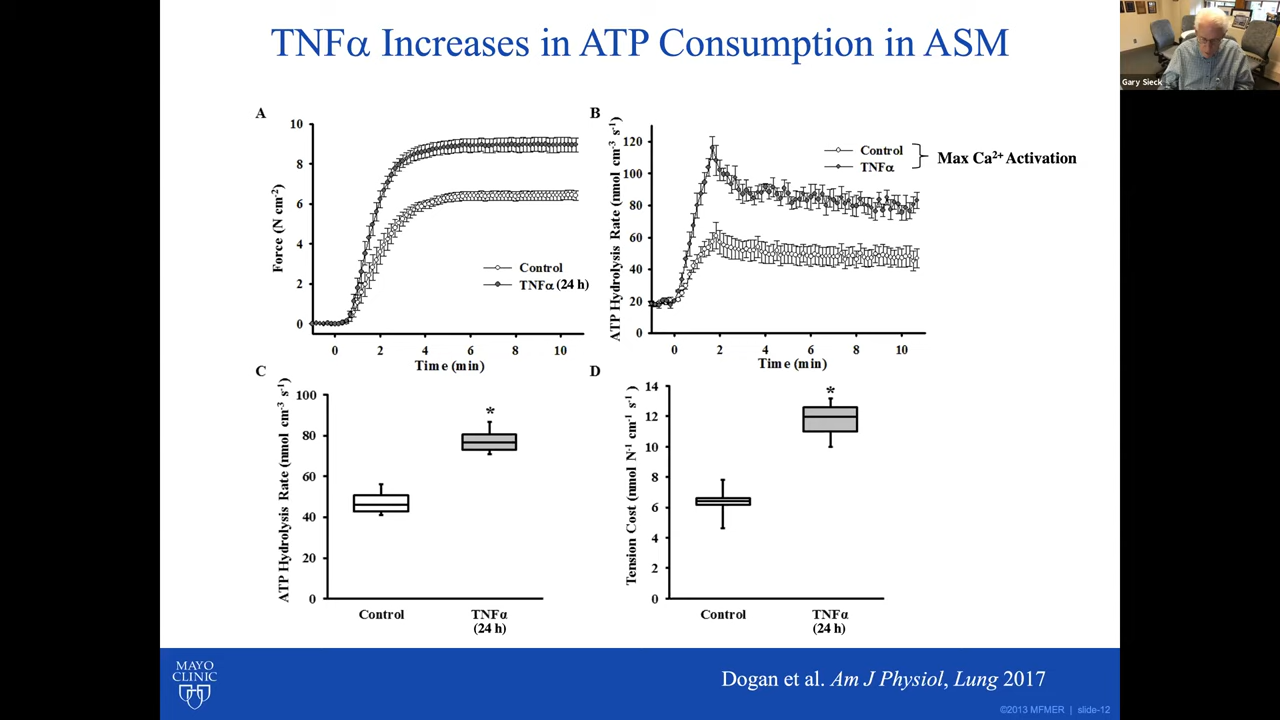 TNFα Increases in ATP Consumption in ASM
Gary Sieck
A
10
8
6
4
2
0
Force (N cm-2)
Control
TNFα (24 h)
0 2 4 6 8 10
Time (min)
B
120
100
80
60
40
20
0
ATP Hydrolysis Rate (nmol cm-3 s-1)
Control
TNFα
Max Ca2+ Activation
0 2 4 6 8 10
Time (min)
C
100
80
60
40
20
0
ATP Hydrolysis Rate (nmol cm-3 s-1)
*
Control
TNFα
(24 h)
D
14
12
10
8
6
4
2
0
Tension Cost (nmol N-1 cm-1 s-1)
*
Control
TNFα
(24 h)
MAYO
CLINIC
Dogan et al. Am J Physiol, Lung 2017
©2013 MFMER | slide-12